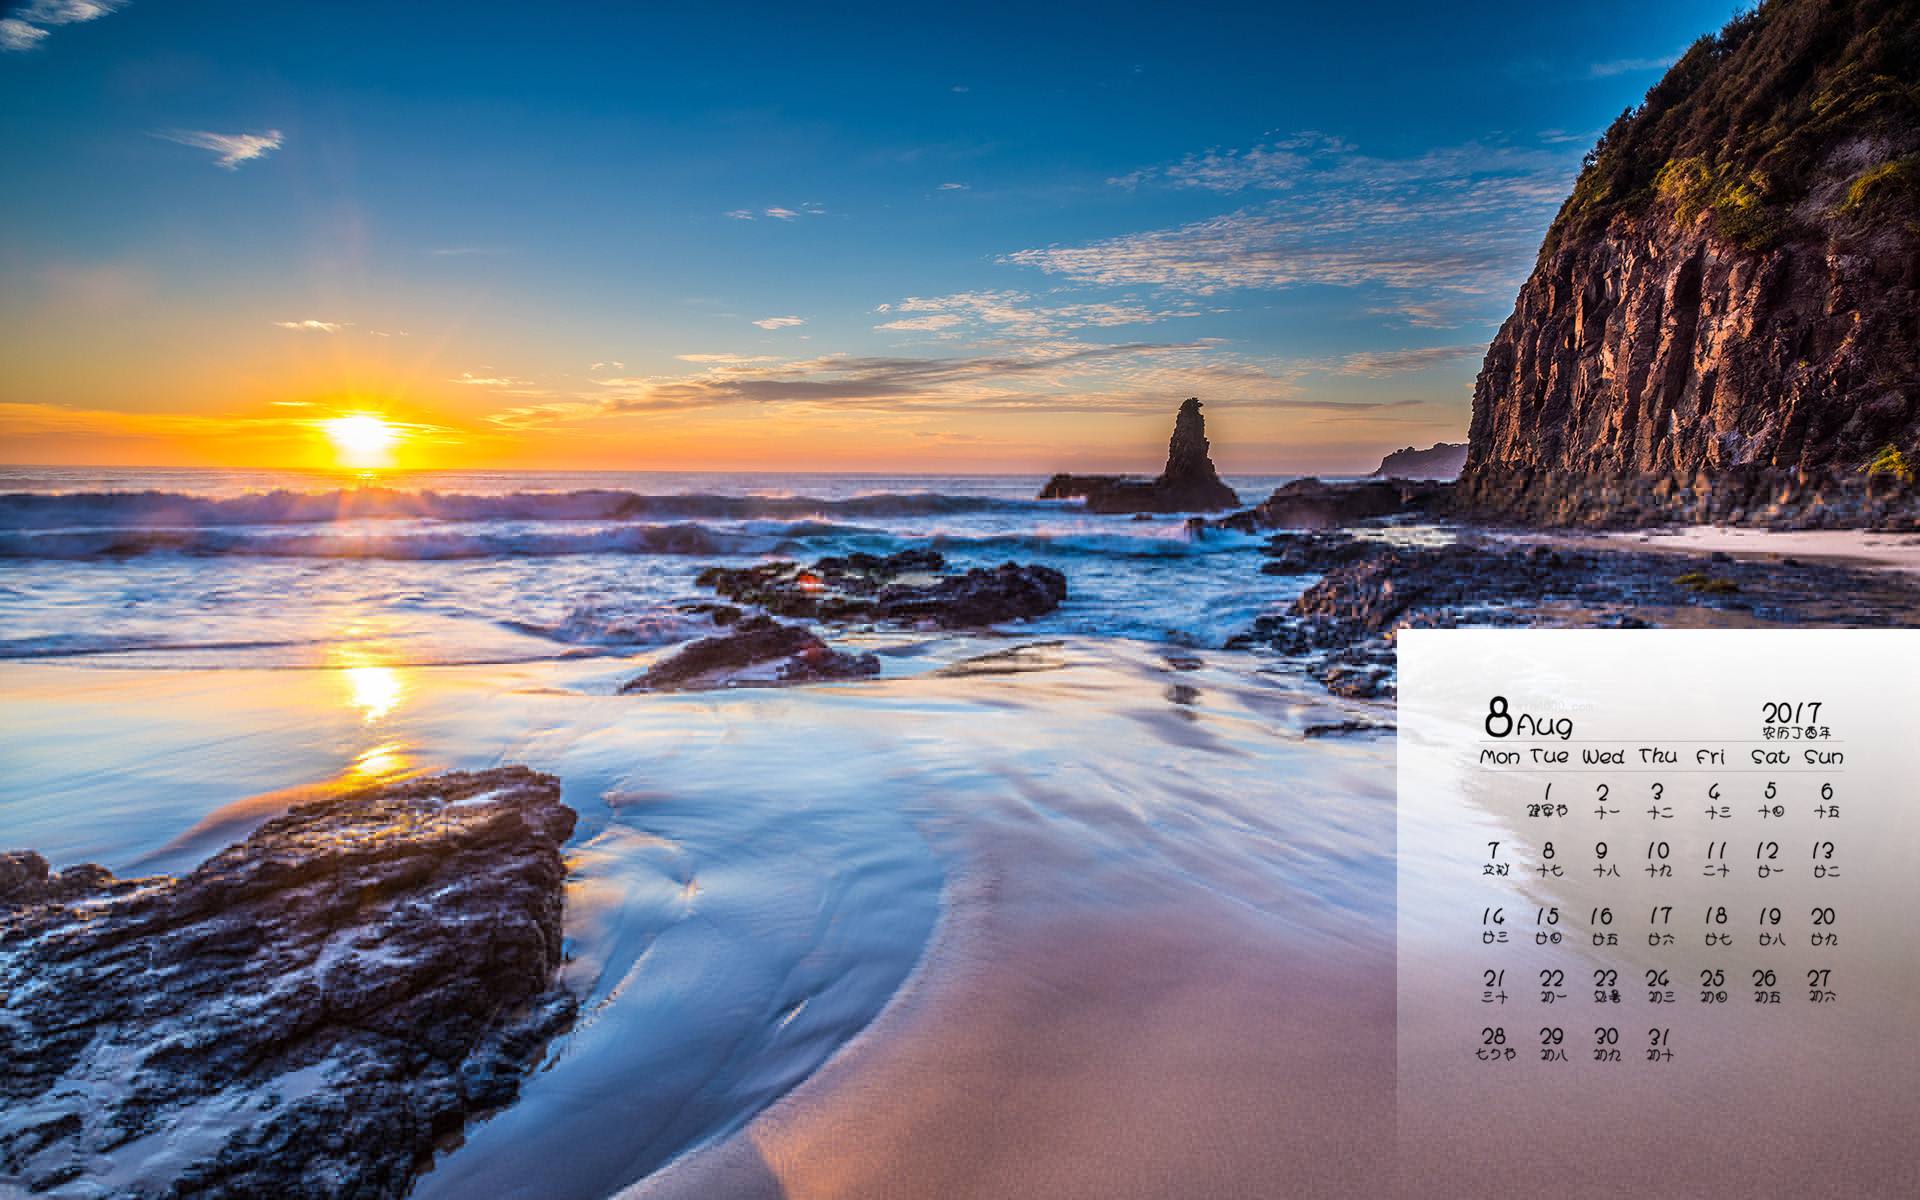 8 Aug 2017
农历丁酉年
Mon Tue Wed Thu Fri Sat Sun
1 2 3 4 5 6
建军节 十一 十二 十三 十四 十五
7 8 9 10 11 12 13
立秋 十七 十八 十九 二十 廿一 廿二
14 15 16 17 18 19 20
廿三 廿四 廿五 廿六 廿七 廿八 廿九
21 22 23 24 25 26 27
三十 初一 处暑 初三 初四 初五 初六
28 29 30 31
七夕节 初八 初九 初十